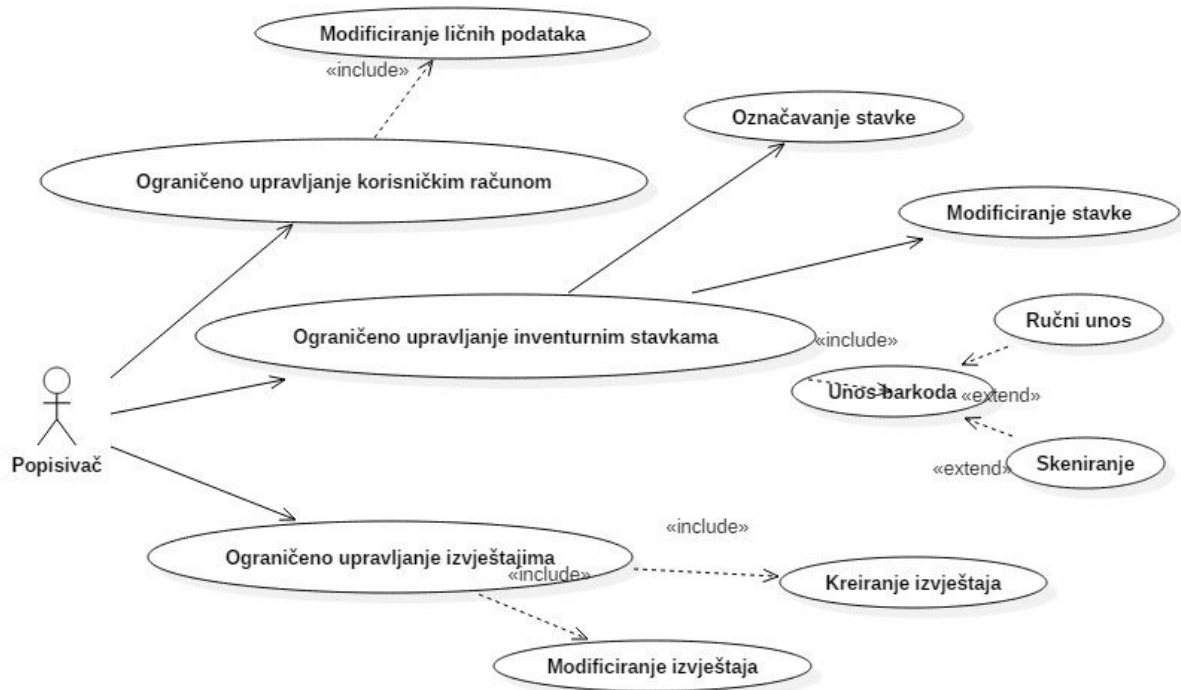 Modificiranje ličnih podataka
«include»
Označavanje stavke
Ograničeno upravljanje korisničkim računom
Modificiranje stavke
Ručni unos
Ograničeno upravljanje inventurnim stavkama
«include»
Unos barkoda
«extend»
Popisivač
«extend»
Skeniranje
«include»
Ograničeno upravljanje izvještajima
«include»
Kreiranje izvještaja
Modificiranje izvještaja